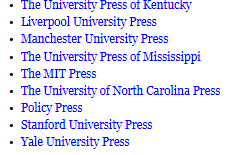 • The University Press of Kentucky
• Liverpool University Press
• Manchester University Press
• The University Press of Mississippi
• The MIT Press
• The University of North Carolina Press
• Policy Press
• Stanford University Press
• Yale University Press